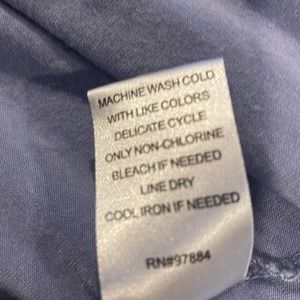 MACHINE WASH COLD
WITH LIKE COLORS
DELICATE CYCLE
ONLY NON-CHLORINE
BLEACH IF NEEDED
LINE DRY
COOL IRON IF NEEDED
RN#97884